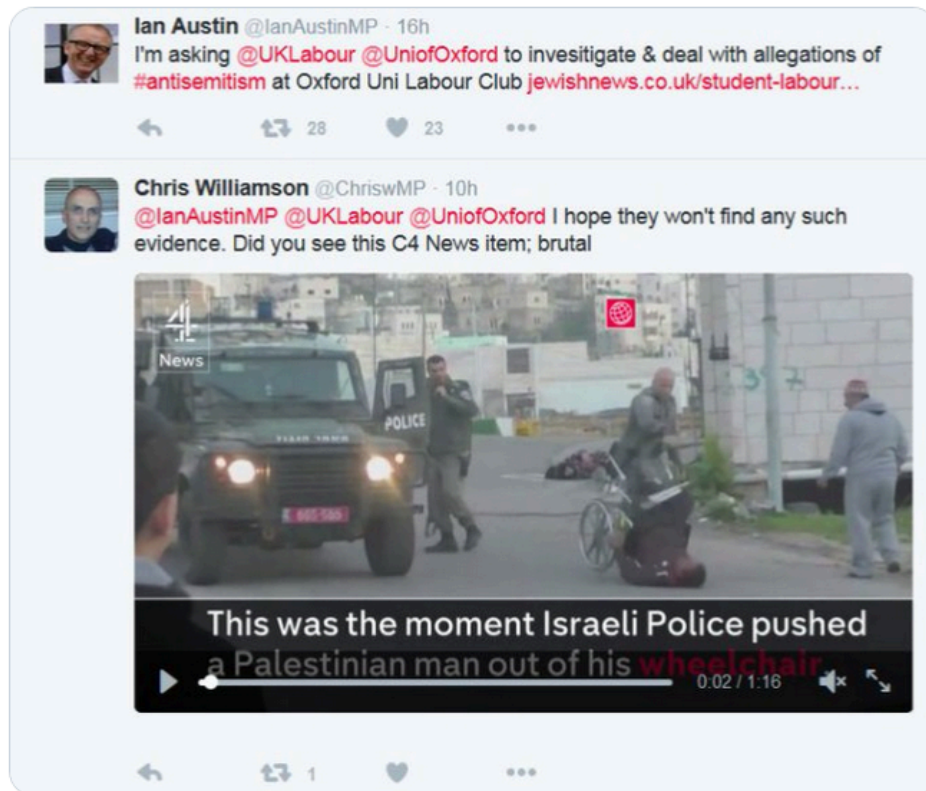 Ian Austin @IanAustinMP · 16h
I'm asking @UKLabour @UniofOxford to invesitigate & deal with allegations of
#antisemitism at Oxford Uni Labour Club jewishnews.co.uk/student-labour...
28 23
Chris Williamson @ChriswMP · 10h
@IanAustinMP @UKLabour @UniofOxford I hope they won't find any such
evidence. Did you see this C4 News item; brutal
4
News
POLICE
This was the moment Israeli Police pushed
a Palestinian man out of his wheelchair
0:02 / 1:16
1